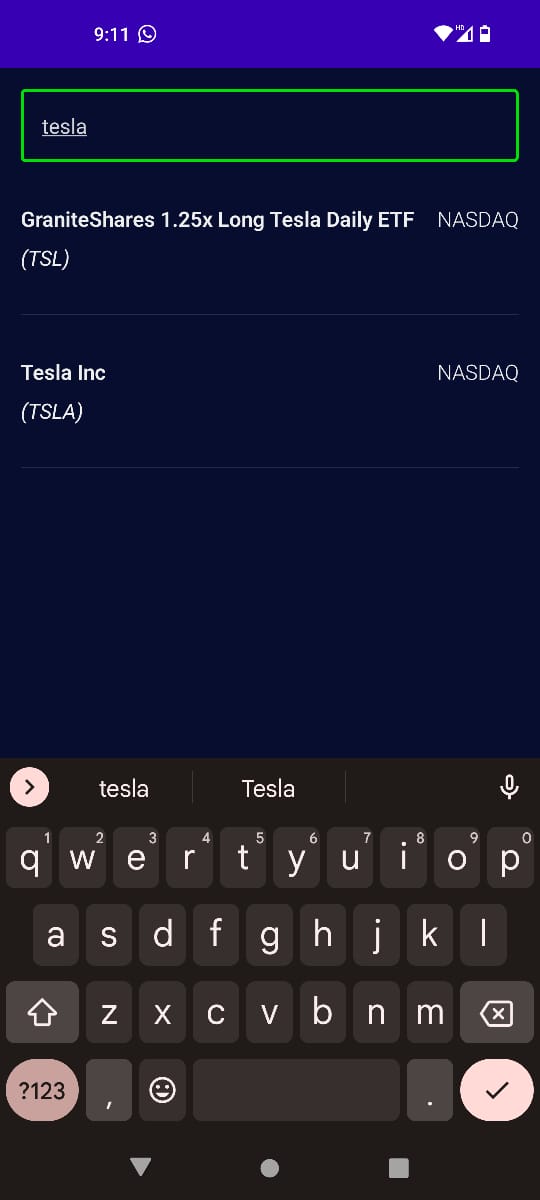 9:11
HD
tesla
GraniteShares 1.25x Long Tesla Daily ETF NASDAQ
(TSL)
Tesla Inc NASDAQ
(TSLA)
tesla Tesla
1 2 3 4 5 6 7 8 9 0
q w e r t y u i o p
a s d f g h j k l
z x c v b n m
?123 , .